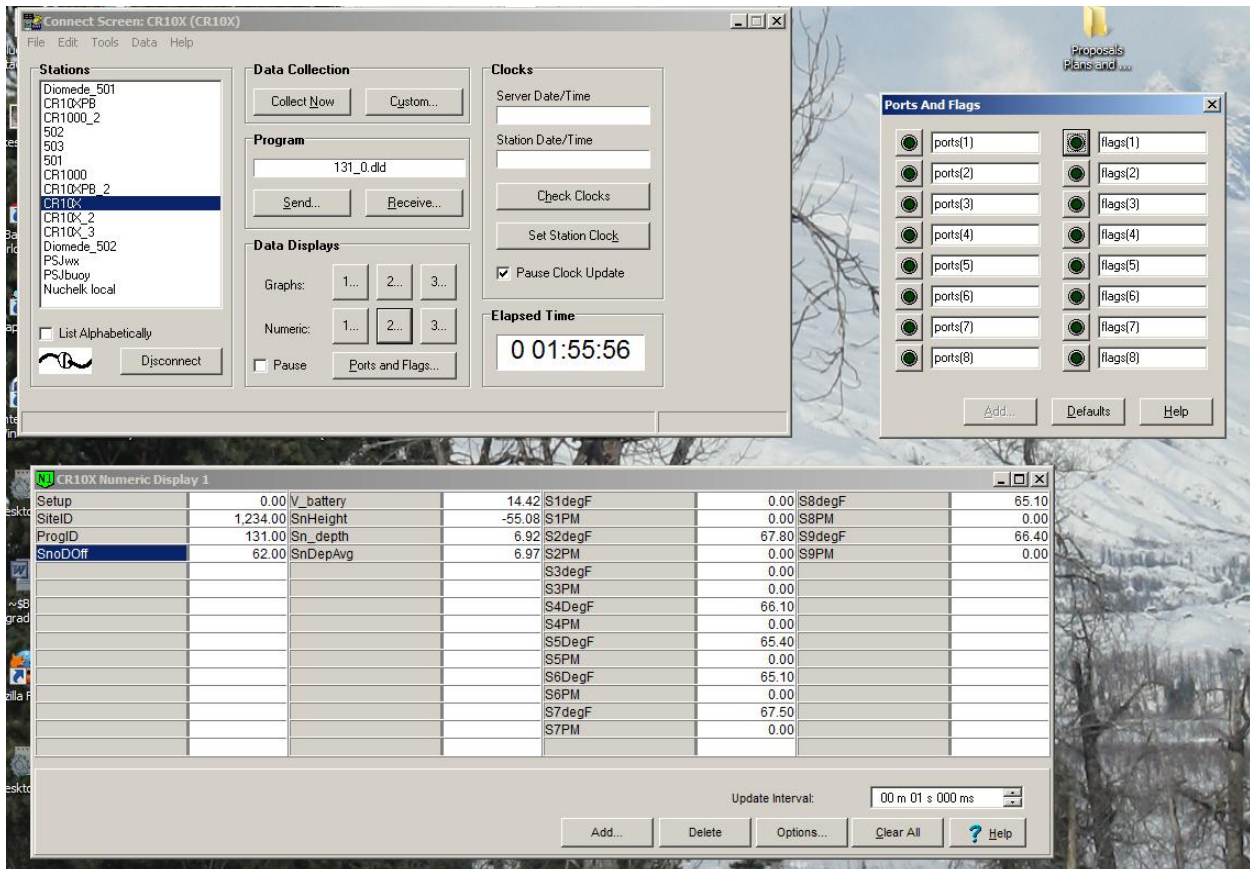 Connect Screen: CR10X (CR10X)
File Edit Tools Data Help
Stations
Diomede_501
CR10XPB
CR1000_2
502
503
501
CR1000
CR10XPB_2
CR10X
CR10X_2
CR10X_3
Diomede_502
PSJwx
PSJbuoy
Nuchelk local
List Alphabetically
Disconnect
Data Collection
Collect Now Custom...
Program
131_0.dld
Send... Receive...
Data Displays
Graphs: 1... 2... 3...
Numeric: 1... 2... 3...
Pause Ports and Flags...
Clocks
Server Date/Time
Station Date/Time
Check Clocks
Set Station Clock
Pause Clock Update
Elapsed Time
0 01:55:56
Proposals
Plans and ....
Ports And Flags
ports(1) flags(1)
ports(2) flags(2)
ports(3) flags(3)
ports(4) flags(4)
ports(5) flags(5)
ports(6) flags(6)
ports(7) flags(7)
ports(8) flags(8)
Add... Defaults Help
CR10X Numeric Display 1
Setup 0.00 V_battery 14.42 S1degF 0.00 S8degF 65.10
SiteID 1,234.00 SnHeight -55.08 S1PM 0.00 S8PM 0.00
ProgID 131.00 Sn_depth 6.92 S2degF 67.80 S9degF 66.40
SnoDOff 62.00 SnDepAvg 6.97 S2PM 0.00 S9PM 0.00
S3degF 0.00
S3PM 0.00
S4DegF 66.10
S4PM 0.00
S5DegF 65.40
S5PM 0.00
S6DegF 65.10
S6PM 0.00
S7degF 67.50
S7PM 0.00
Update Interval: 00 m 01 s 000 ms
Add... Delete Options... Clear All Help